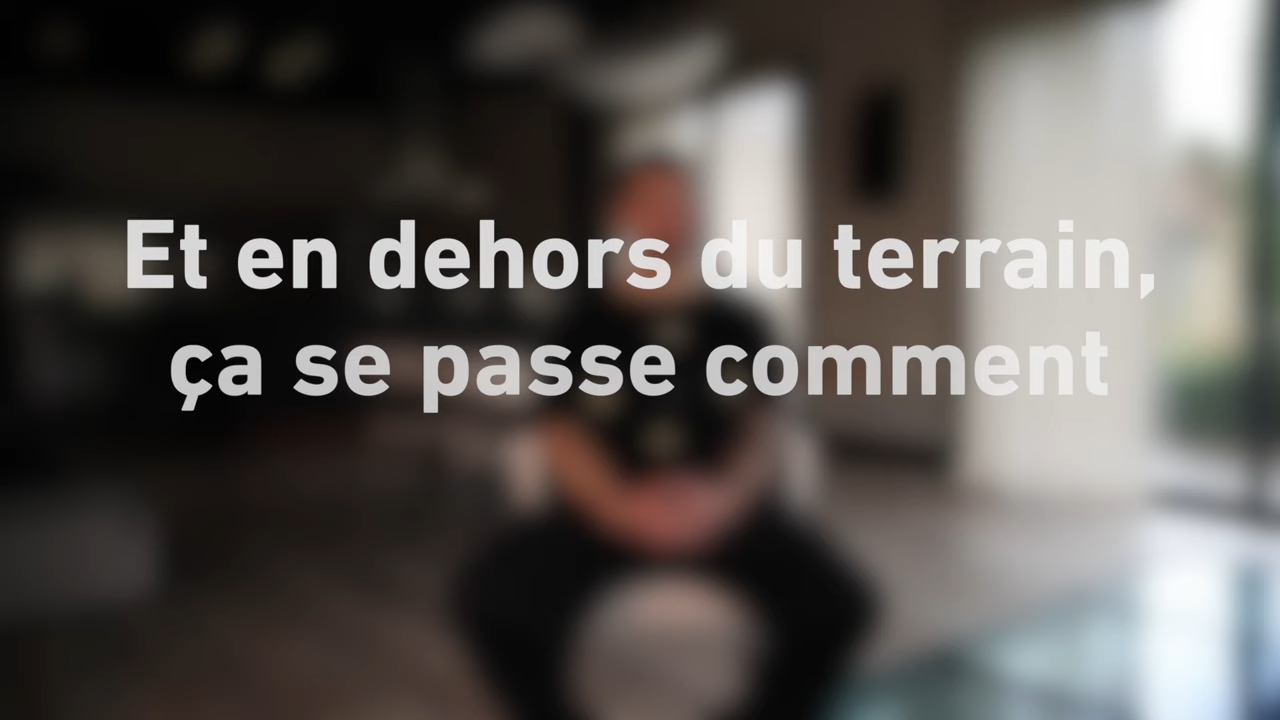 Et en dehors du terrain,
ça se passe comment